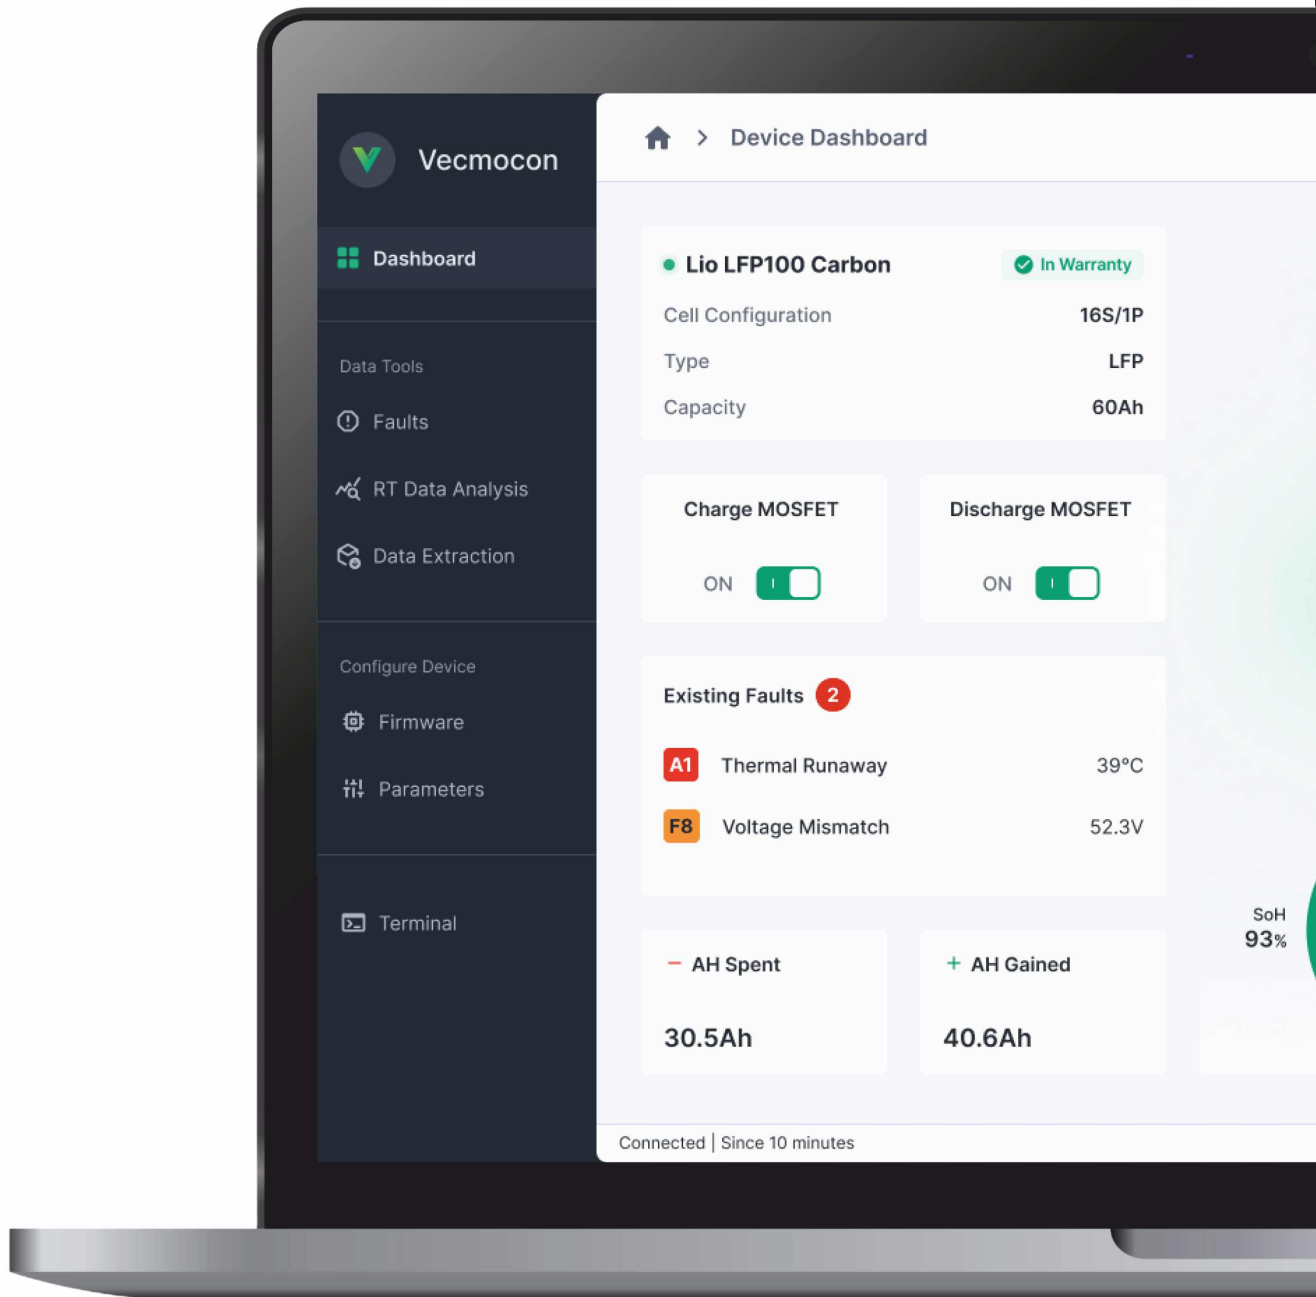 Vecmocon
Dashboard
Data Tools
Faults
RT Data Analysis
Data Extraction
Configure Device
Firmware
Parameters
Terminal
Device Dashboard
Lio LFP100 Carbon
In Warranty
Cell Configuration 16S/1P
Type LFP
Capacity 60Ah
Charge MOSFET
ON
Discharge MOSFET
ON
Existing Faults 2
A1 Thermal Runaway 39°C
F8 Voltage Mismatch 52.3V
− AH Spent
30.5Ah
+ AH Gained
40.6Ah
SoH
93%
Connected | Since 10 minutes